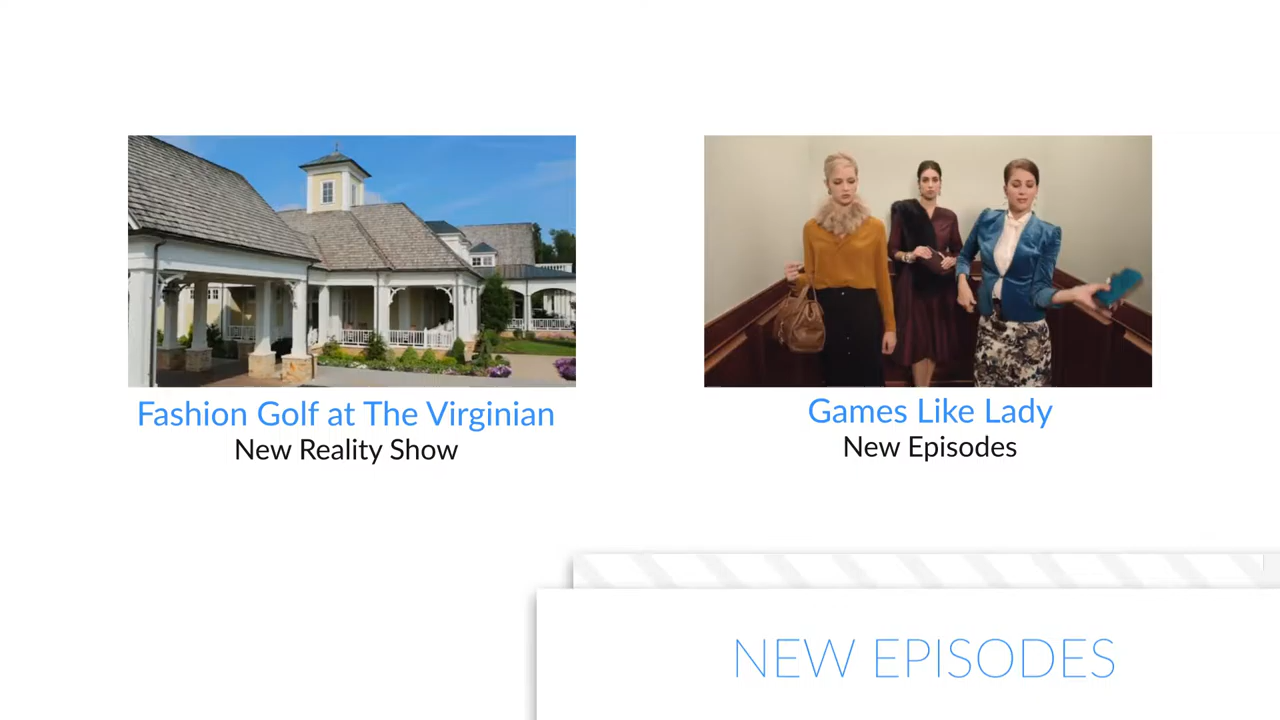 Fashion Golf at The Virginian
New Reality Show
Games Like Lady
New Episodes
NEW EPISODES